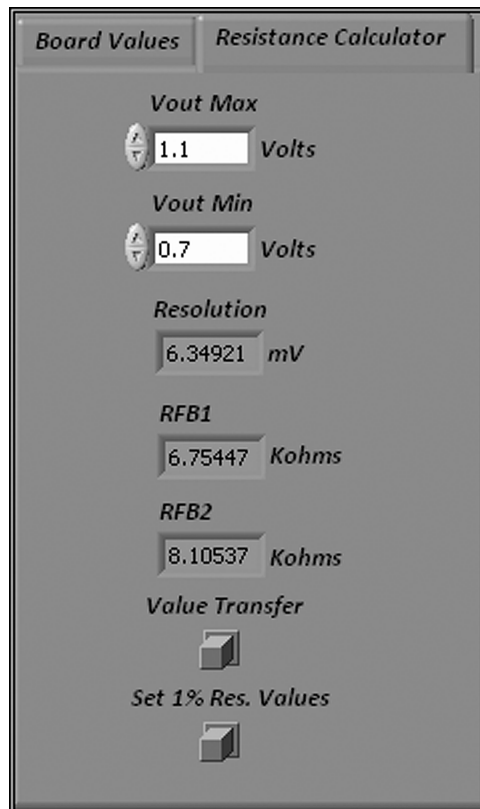 Board Values
Resistance Calculator
Vout Max
1.1 Volts
Vout Min
0.7 Volts
Resolution
6.34921 mV
RFB1
6.75447 Kohms
RFB2
8.10537 Kohms
Value Transfer
Set 1% Res. Values